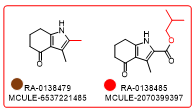 H
N
O
H
N
O
O
O
RA-0138479
RA-0138485
MCULE-6537221485
MCULE-2070399397